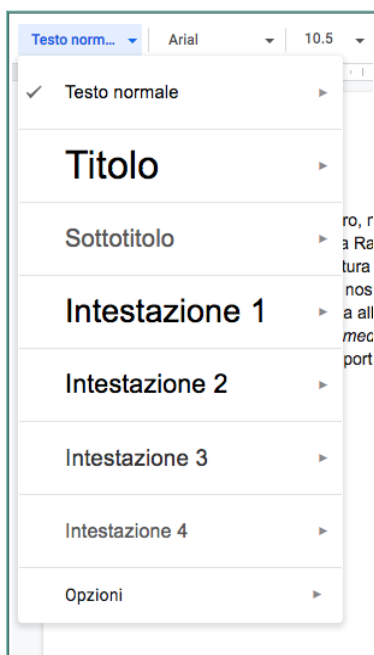 Testo norm... Arial 10.5
Testo normale
Titolo
Sottotitolo
Intestazione 1
Intestazione 2
Intestazione 3
Intestazione 4
Opzioni